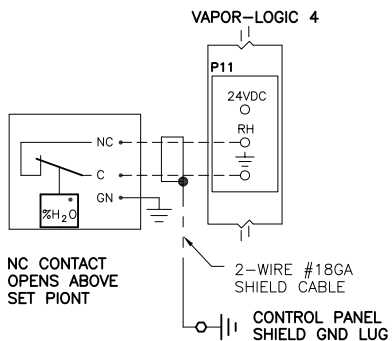 VAPOR-LOGIC 4
P11
24VDC
RH
NC
C
GN
%H₂O
NC CONTACT
OPENS ABOVE
SET PIONT
2-WIRE #18GA
SHIELD CABLE
CONTROL PANEL
SHIELD GND LUG